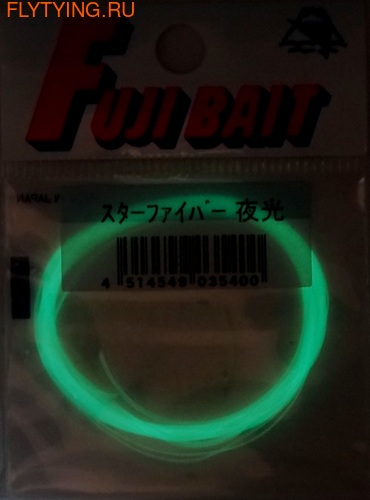 FLYTYING.RU
FUJI BAIT
ｽﾀｰﾌｧｲﾊﾞｰ 夜光
4 514549 035400